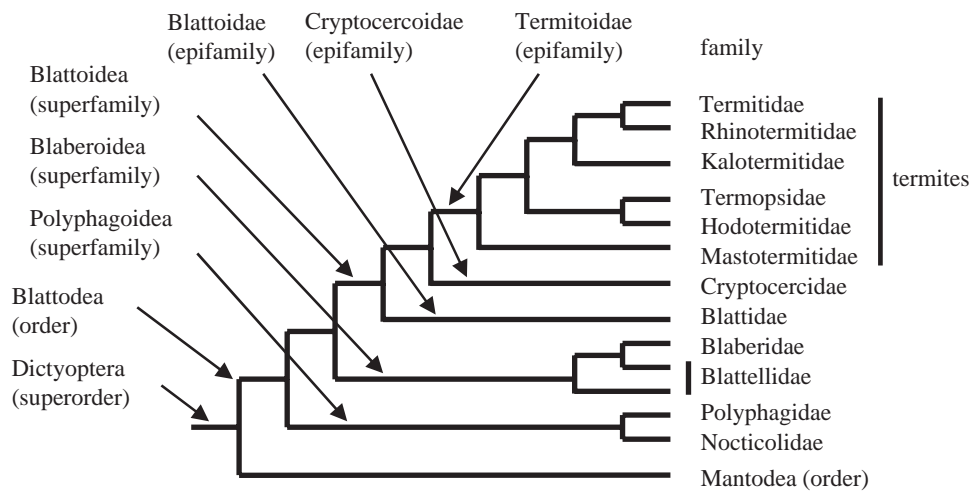 Blattoidae
(epifamily)
Cryptocercoidae
(epifamily)
Termitoidae
(epifamily)
family
Blattoidea
(superfamily)
Blaberoidea
(superfamily)
Polyphagoidea
(superfamily)
Blattodea
(order)
Dictyoptera
(superorder)
Termitidae
Rhinotermitidae
Kalotermitidae
Termopsidae
Hodotermitidae
Mastotermitidae
termites
Cryptocercidae
Blattidae
Blaberidae
Blattellidae
Polyphagidae
Nocticolidae
Mantodea (order)